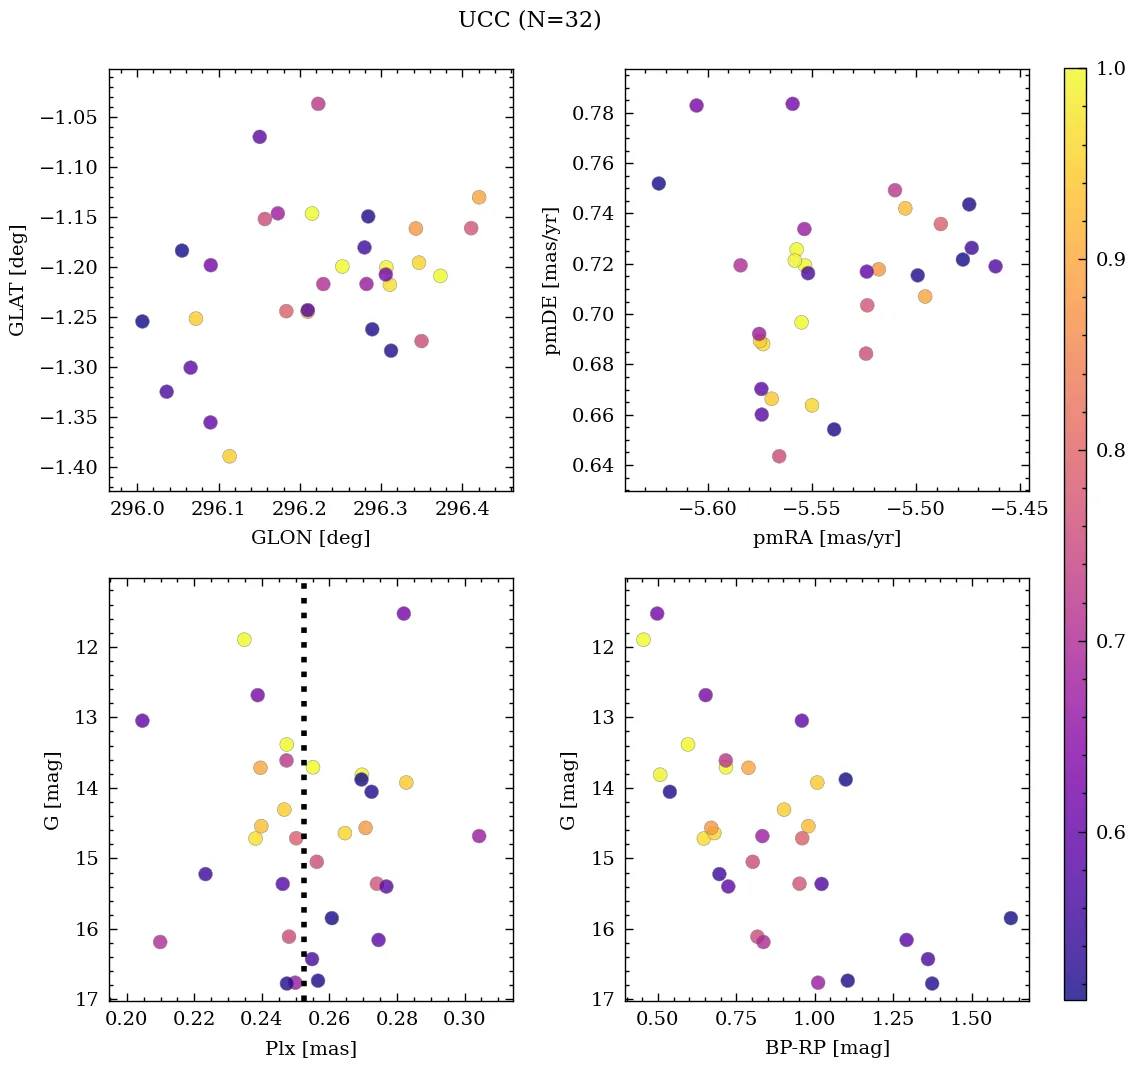 UCC (N=32)
−1.05
−1.10
−1.15
−1.20
−1.25
−1.30
−1.35
−1.40
GLAT [deg]
296.0 296.1 296.2 296.3 296.4
GLON [deg]
0.78
0.76
0.74
0.72
0.70
0.68
0.66
0.64
pmDE [mas/yr]
−5.60 −5.55 −5.50 −5.45
pmRA [mas/yr]
12
13
14
15
16
17
G [mag]
0.20 0.22 0.24 0.26 0.28 0.30
Plx [mas]
12
13
14
15
16
17
G [mag]
0.50 0.75 1.00 1.25 1.50
BP-RP [mag]
1.0
0.9
0.8
0.7
0.6